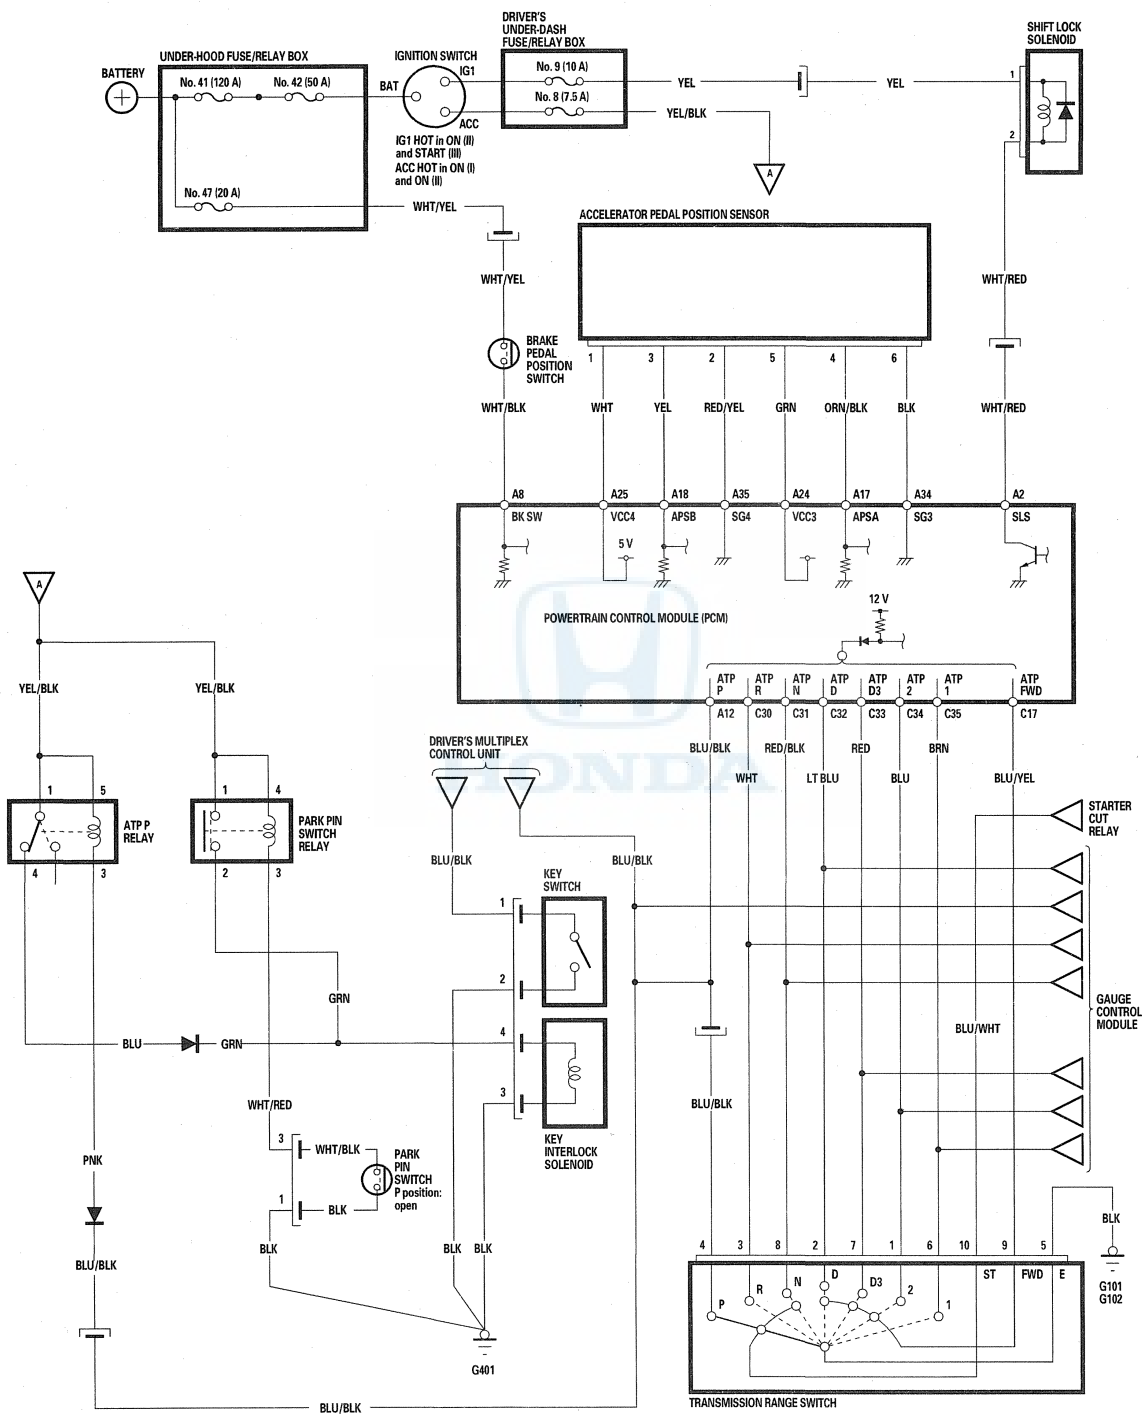 DRIVER'S
UNDER-DASH
FUSE/RELAY BOX
SHIFT LOCK
SOLENOID
UNDER-HOOD FUSE/RELAY BOX
IGNITION SWITCH
BATTERY
No. 41 (120 A)
No. 42 (50 A)
BAT
IG1
ACC
No. 9 (10 A)
No. 8 (7.5 A)
YEL
YEL
YEL/BLK
1
2
IG1 HOT in ON (II)
and START (III)
ACC HOT in ON (I)
and ON (II)
A
No. 47 (20 A)
WHT/YEL
ACCELERATOR PEDAL POSITION SENSOR
WHT/YEL
WHT/RED
BRAKE
PEDAL
POSITION
SWITCH
1
3
2
5
4
6
WHT/BLK
WHT
YEL
RED/YEL
GRN
ORN/BLK
BLK
WHT/RED
A8
A25
A18
A35
A24
A17
A34
A2
BK SW
VCC4
APSB
SG4
VCC3
APSA
SG3
SLS
5 V
A
12 V
POWERTRAIN CONTROL MODULE (PCM)
ATP
P
ATP
R
ATP
N
ATP
D
ATP
D3
ATP
2
ATP
1
ATP
FWD
A12
C30
C31
C32
C33
C34
C35
C17
YEL/BLK
YEL/BLK
DRIVER'S MULTIPLEX
CONTROL UNIT
HONDA
BLU/BLK
RED/BLK
RED
BRN
WHT
LT BLU
BLU
BLU/YEL
1
5
1
4
ATP P
RELAY
PARK PIN
SWITCH
RELAY
STARTER
CUT
RELAY
4
3
2
3
BLU/BLK
BLU/BLK
KEY
SWITCH
1
2
GRN
GAUGE
CONTROL
MODULE
BLU
GRN
4
BLU/WHT
3
WHT/RED
BLU/BLK
3
WHT/BLK
PARK
PIN
SWITCH
P position:
open
KEY
INTERLOCK
SOLENOID
PNK
1
BLK
BLK
BLU/BLK
BLK
BLK
BLK
4
3
8
2
7
1
6
10
9
5
G101
G102
P
R
N
D
D3
2
1
ST
FWD
E
G401
TRANSMISSION RANGE SWITCH
BLU/BLK